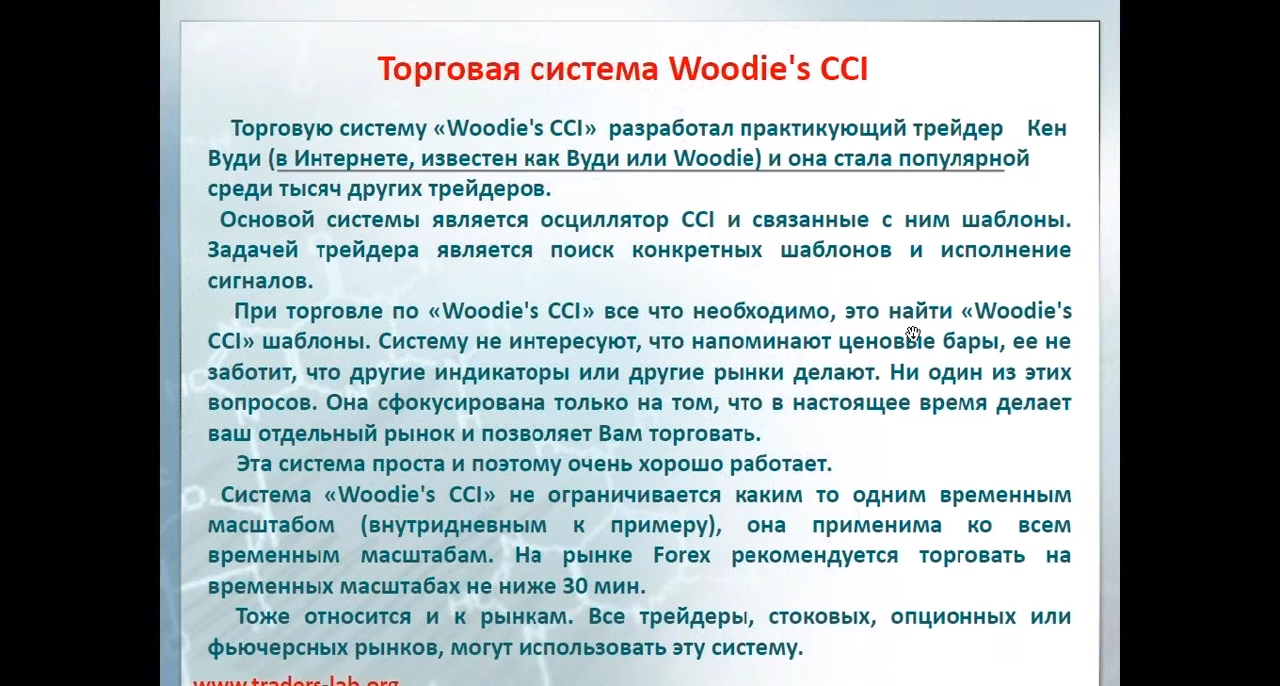 Торговая система Woodie's CCI
Торговую систему «Woodie's CCI» разработал практикующий трейдер Кен
Вуди (в Интернете, известен как Вуди или Woodie) и она стала популярной
среди тысяч других трейдеров.
Основой системы является осциллятор CCI и связанные с ним шаблоны.
Задачей трейдера является поиск конкретных шаблонов и исполнение
сигналов.
При торговле по «Woodie's CCI» все что необходимо, это найти «Woodie's
CCI» шаблоны. Систему не интересуют, что напоминают ценовые бары, ее не
заботит, что другие индикаторы или другие рынки делают. Ни один из этих
вопросов. Она сфокусирована только на том, что в настоящее время делает
ваш отдельный рынок и позволяет Вам торговать.
Эта система проста и поэтому очень хорошо работает.
Система «Woodie's CCI» не ограничивается каким то одним временным
масштабом (внутридневным к примеру), она применима ко всем
временным масштабам. На рынке Forex рекомендуется торговать на
временных масштабах не ниже 30 мин.
Тоже относится и к рынкам. Все трейдеры, стоковых, опционных или
фьючерсных рынков, могут использовать эту систему.
www.traders-lab.org